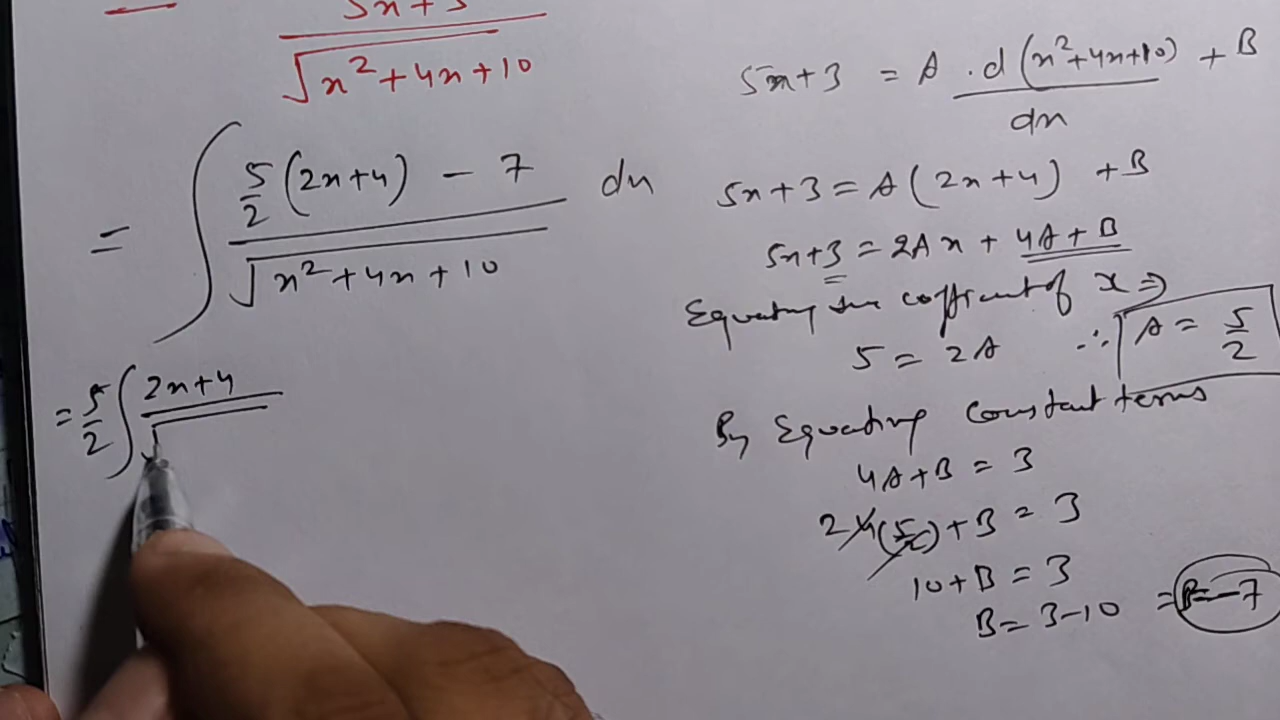 5x+3
√x²+4x+10
= ∫ 5/2 (2x+4) - 7 / √x²+4x+10 dx
= 5/2 ∫ 2x+4 / √
5x+3 = A . d(x²+4x+10)/dx + B
5x+3 = A(2x+4) + B
5x+3 = 2Ax + 4A+B
Equating the cofficient of x ⇒
5 = 2A ∴ A = 5/2
By Equating Constant terms
4A+B = 3
2 4(5/2)+B = 3
10+B = 3
B = 3-10 = B=-7